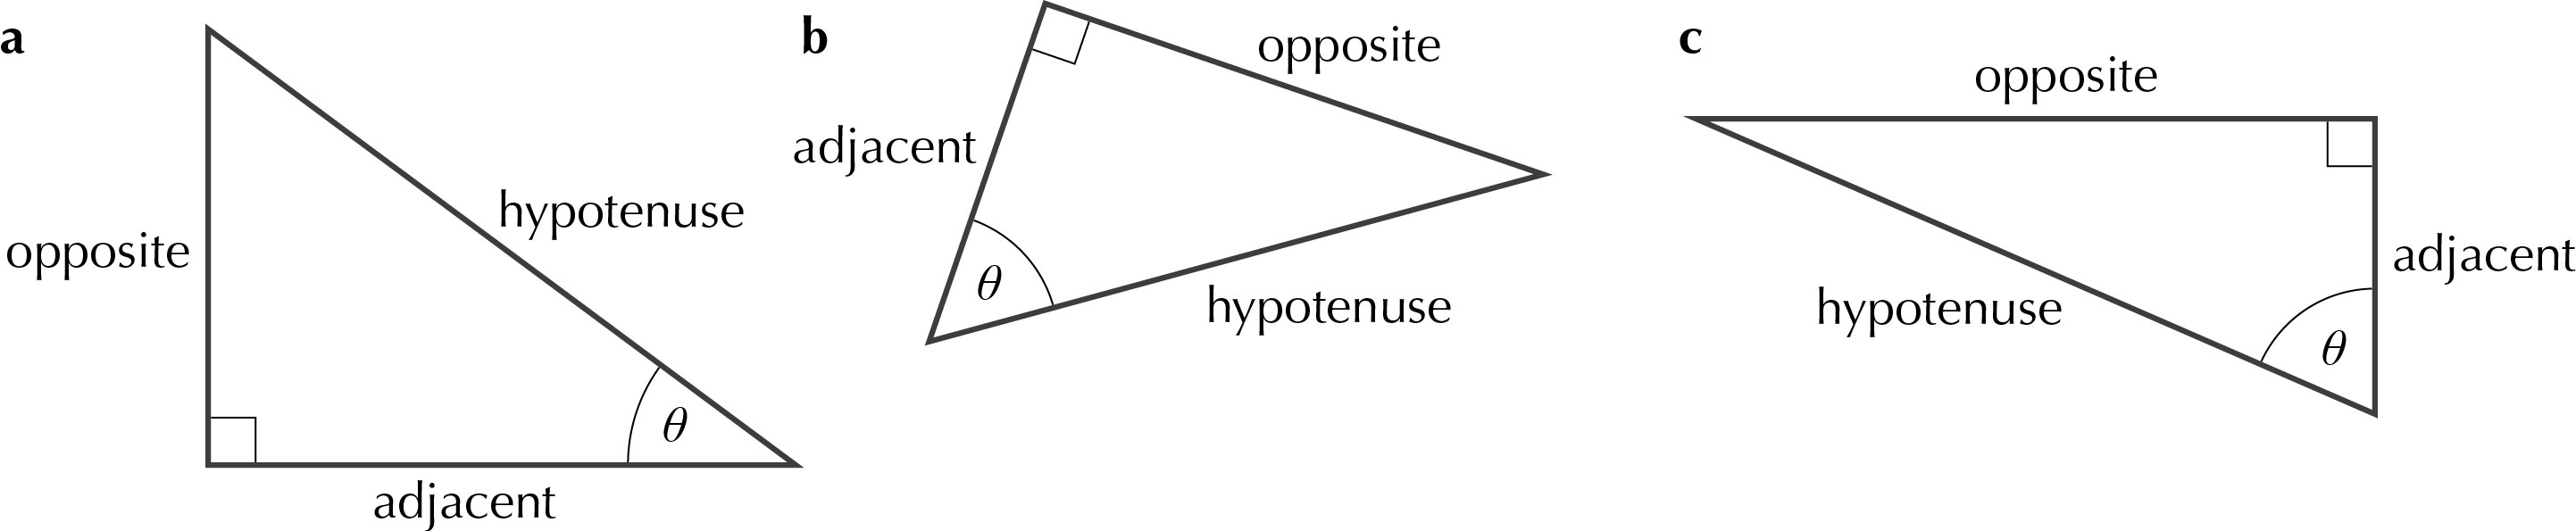 a
opposite
hypotenuse
θ
adjacent
b
opposite
adjacent
θ
hypotenuse
c
opposite
adjacent
hypotenuse
θ